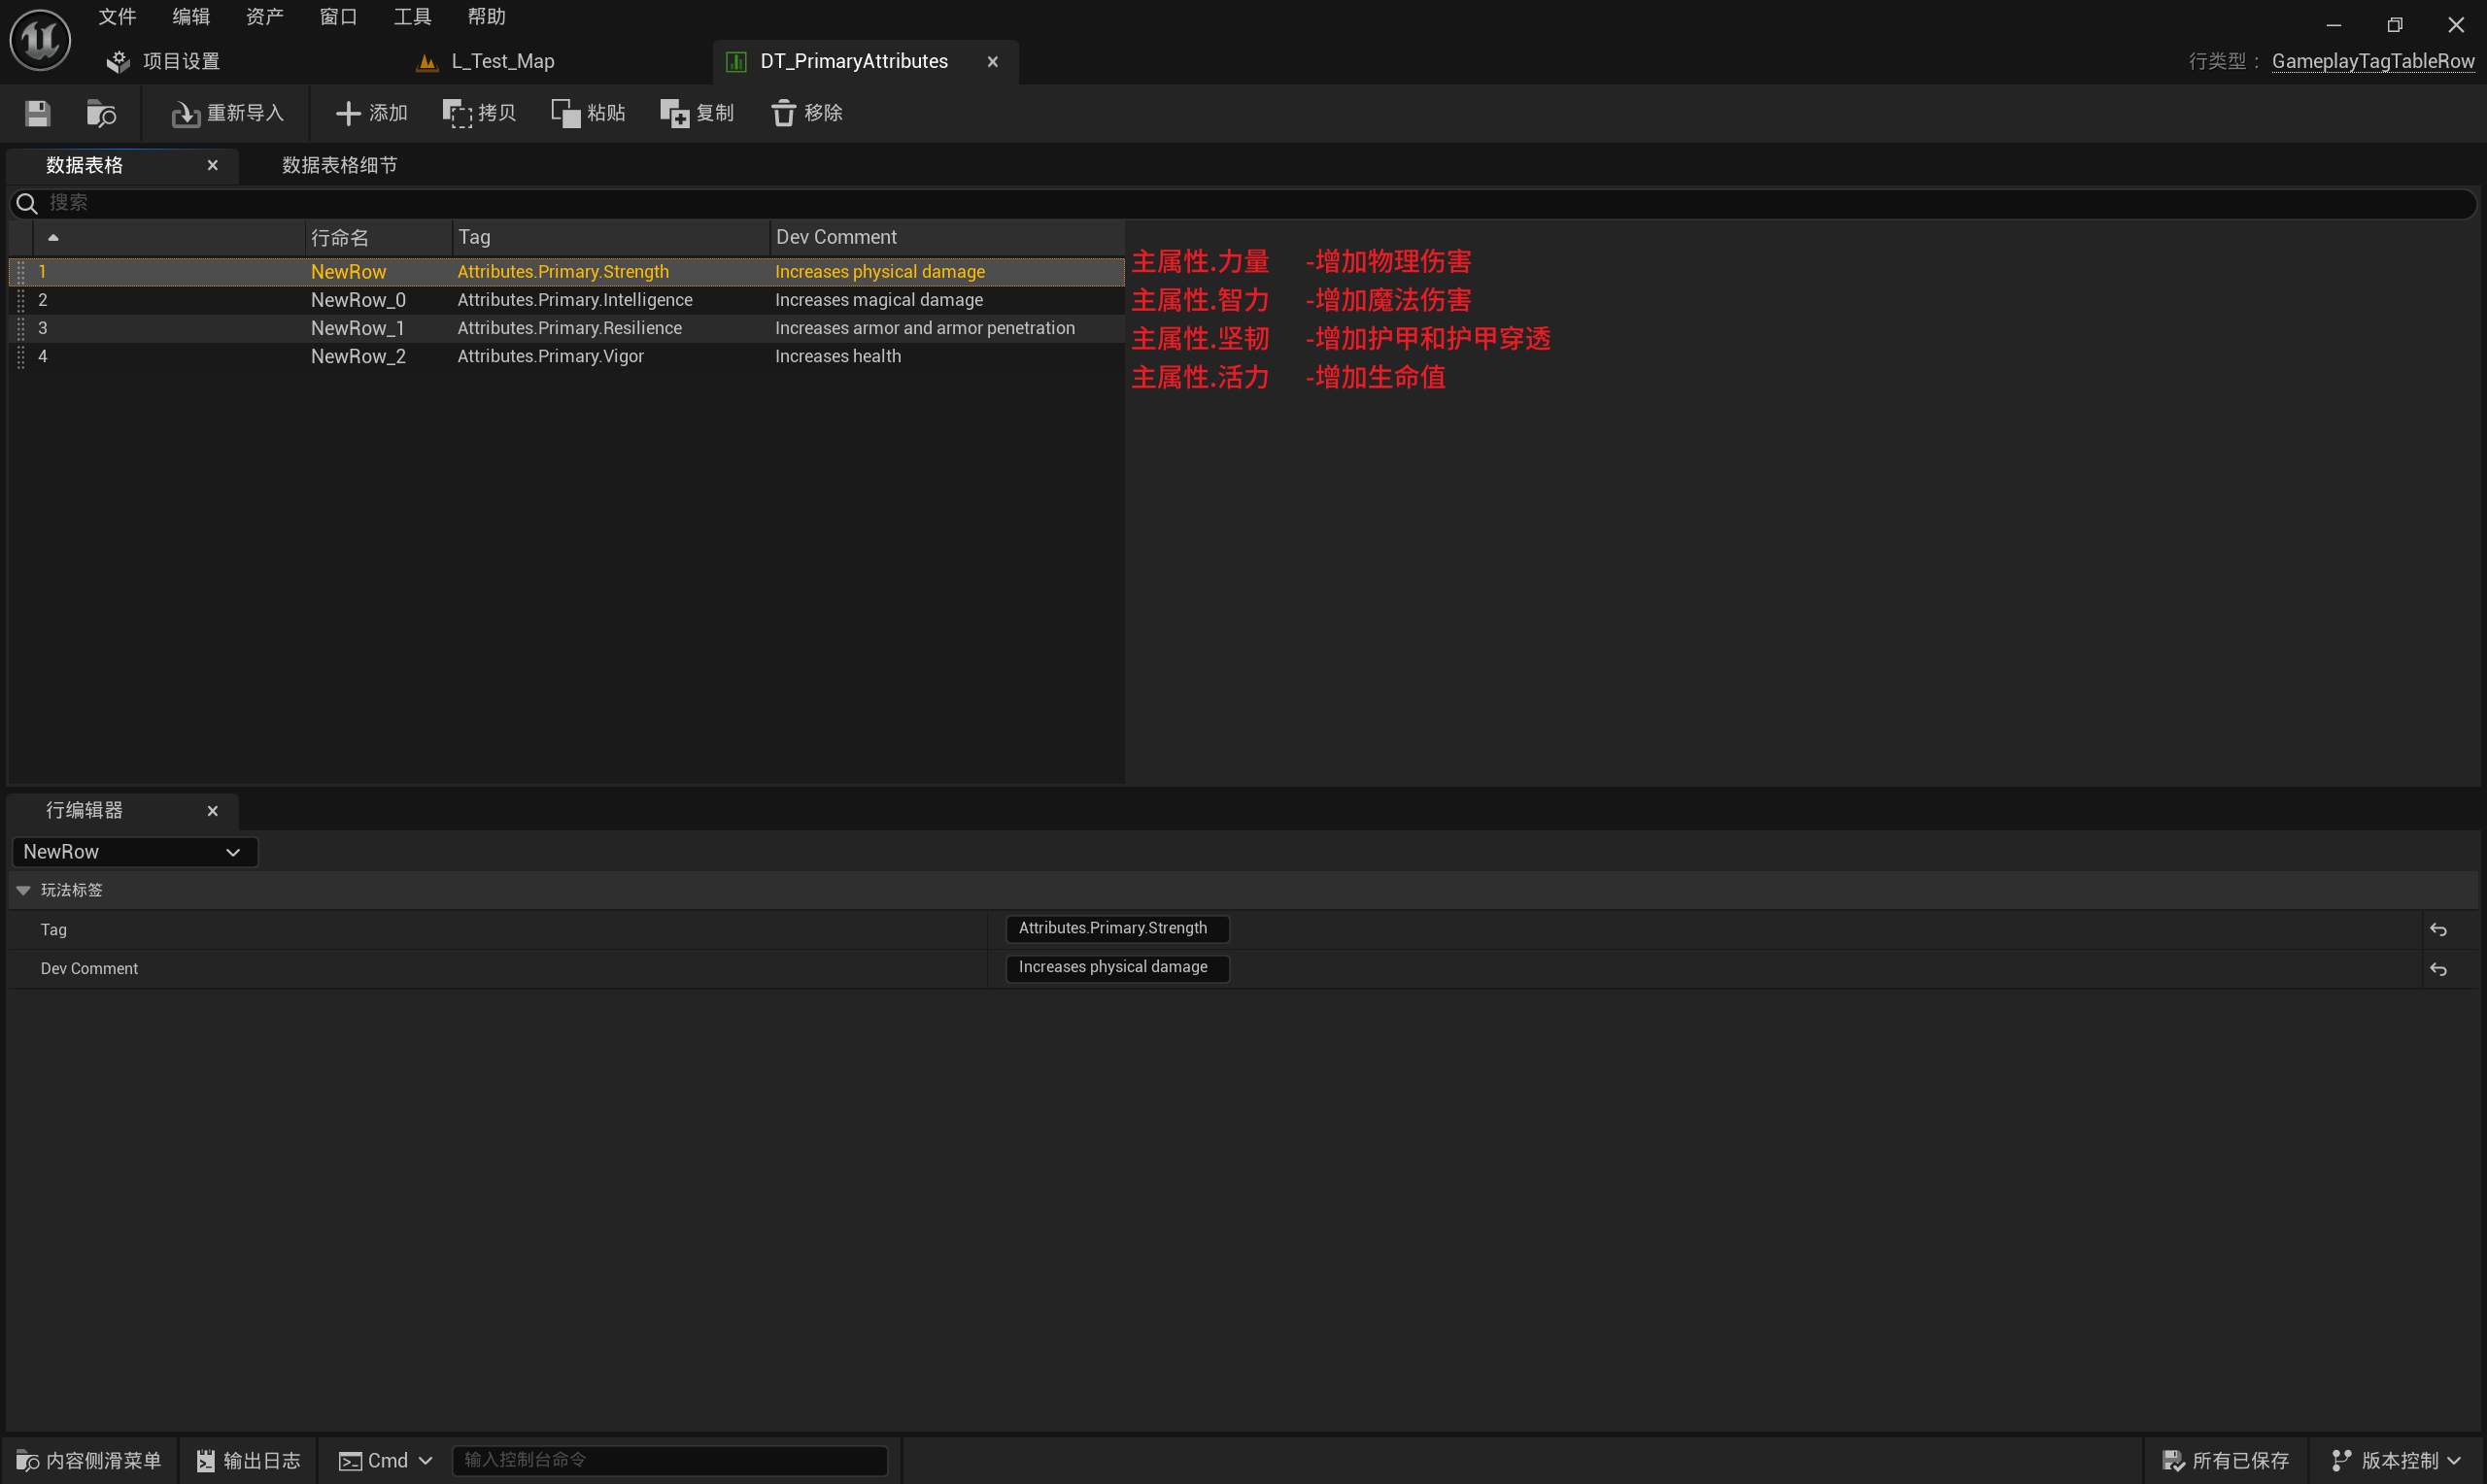 文件 编辑 资产 窗口 工具 帮助
项目设置 L_Test_Map DT_PrimaryAttributes 行类型： GameplayTagTableRow
重新导入 添加 拷贝 粘贴 复制 移除
数据表格 数据表格细节
搜索
行命名 Tag Dev Comment
1 NewRow Attributes.Primary.Strength Increases physical damage 主属性.力量 -增加物理伤害
2 NewRow_0 Attributes.Primary.Intelligence Increases magical damage 主属性.智力 -增加魔法伤害
3 NewRow_1 Attributes.Primary.Resilience Increases armor and armor penetration 主属性.坚韧 -增加护甲和护甲穿透
4 NewRow_2 Attributes.Primary.Vigor Increases health 主属性.活力 -增加生命值
行编辑器
NewRow
玩法标签
Tag Attributes.Primary.Strength
Dev Comment Increases physical damage
内容侧滑菜单 输出日志 Cmd 输入控制台命令 所有已保存 版本控制